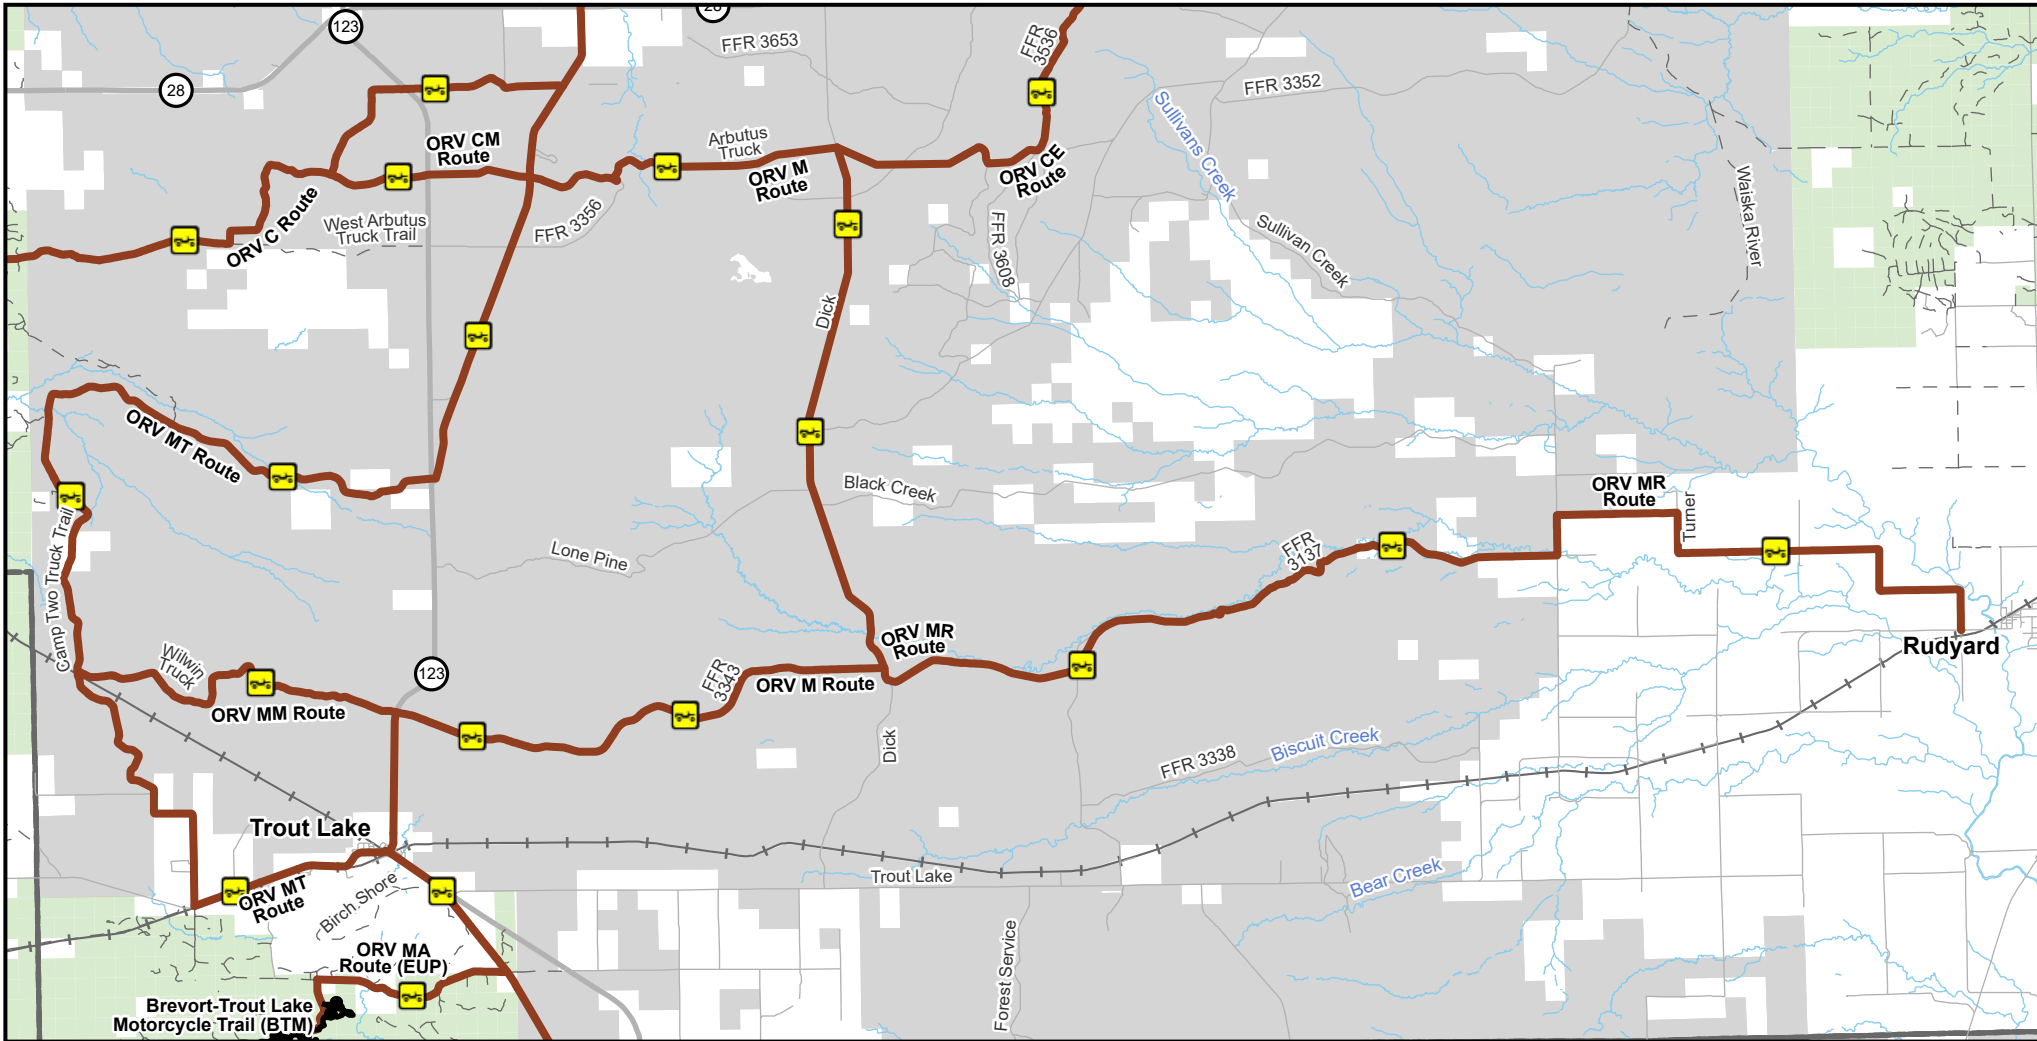 28
123
FFR 3653
FFR
3536
28
FFR 3352
Sullivans Creek
ORV CM
Route
Arbutus
Truck
ORV M
Route
ORV CE
Route
Waiska River
ORV C Route
West Arbutus
Truck Trail
FFR 3356
FFR 3608
Sullivan Creek
Dick
ORV MT Route
Black Creek
ORV MR
Route
Turner
Camp Two Truck Trail
Lone Pine
FFR
3137
ORV MR
Route
Rudyard
Wilwin
Truck
123
FFR
3343
ORV M Route
ORV MM Route
Dick
FFR 3338
Biscuit Creek
Trout Lake
Trout Lake
Bear Creek
ORV MT
Route
Birch Shore
Forest Service
ORV MA
Route (EUP)
Brevort-Trout Lake
Motorcycle Trail (BTM)